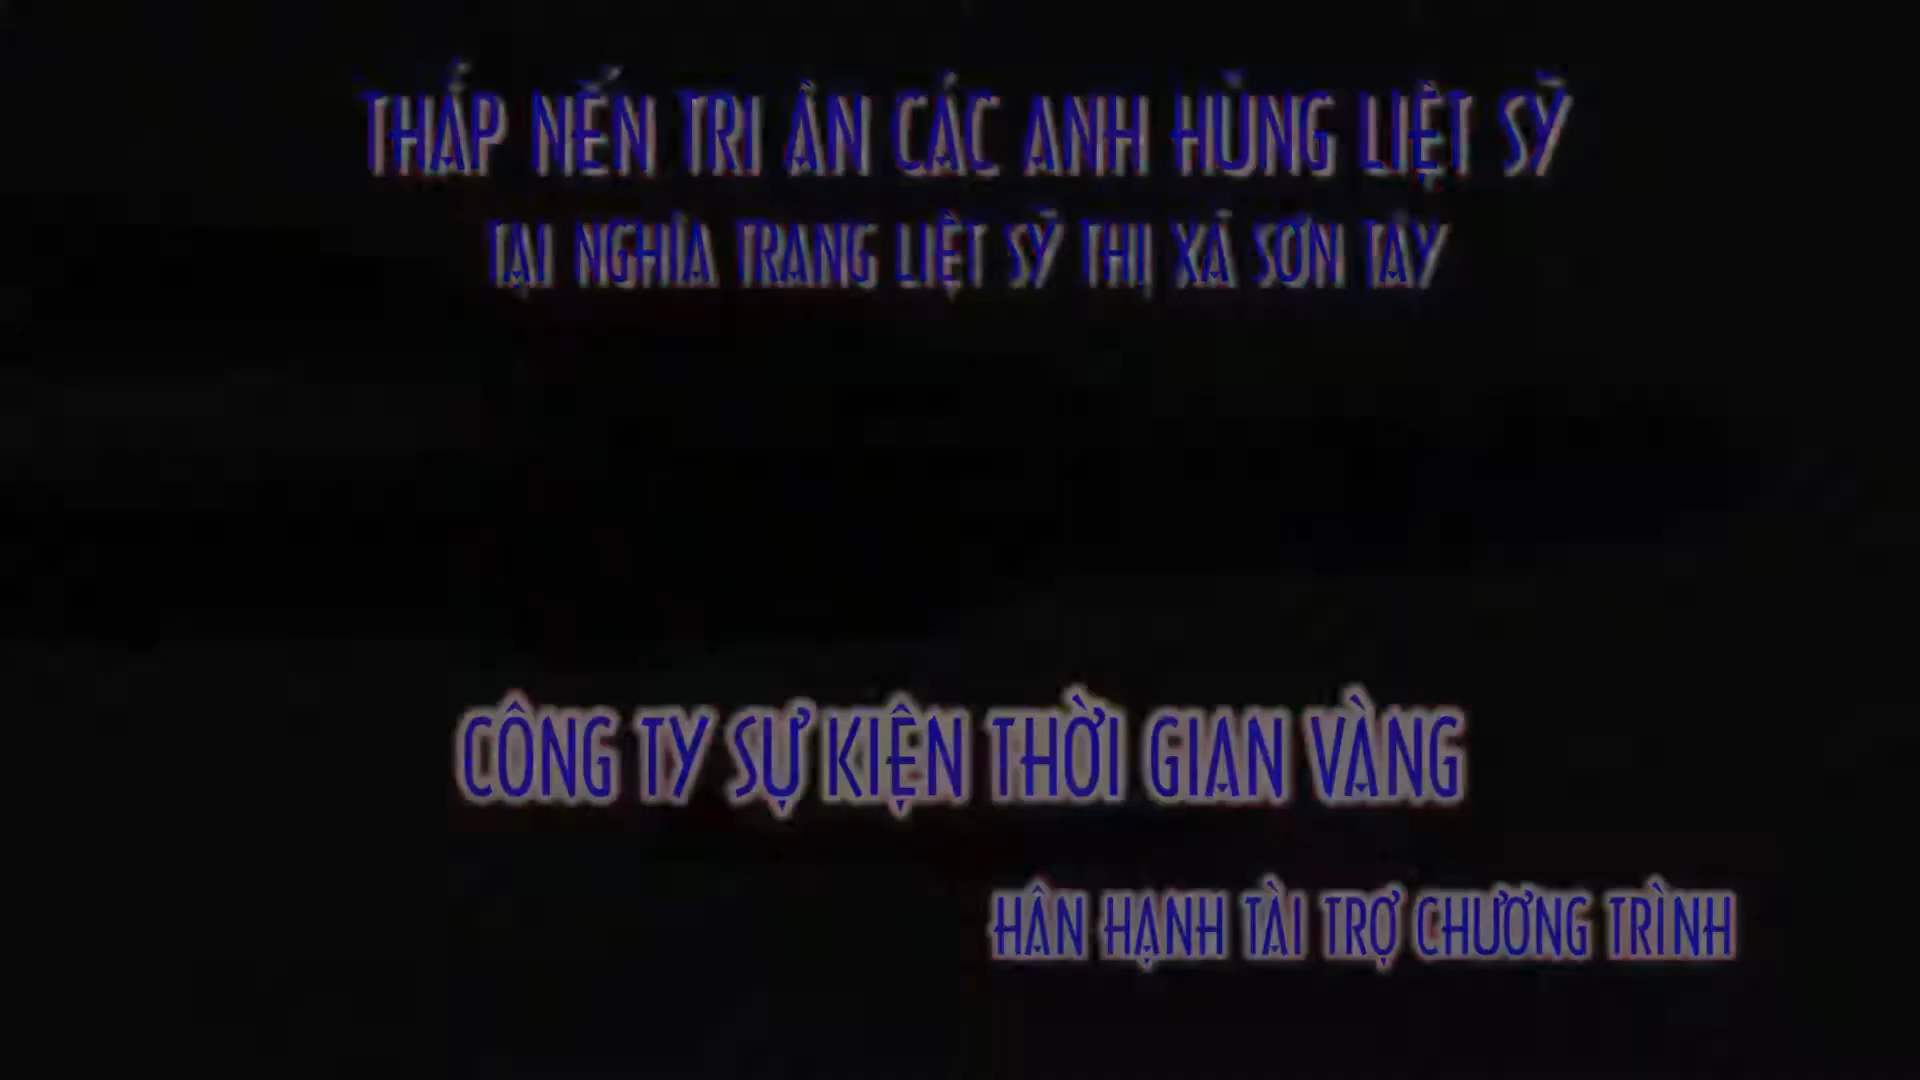 THẮP NẾN TRI ÂN CÁC ANH HÙNG LIỆT SỸ
TẠI NGHĨA TRANG LIỆT SỸ THỊ XÃ SƠN TÂY
CÔNG TY SỰ KIỆN THỜI GIAN VÀNG
HÂN HẠNH TÀI TRỢ CHƯƠNG TRÌNH